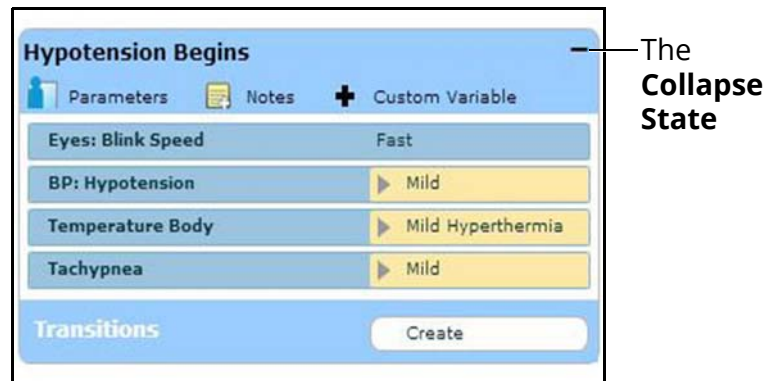 Hypotension Begins
Parameters Notes Custom Variable
Eyes: Blink Speed Fast
BP: Hypotension Mild
Temperature Body Mild Hyperthermia
Tachypnea Mild
Transitions Create
The
Collapse
State